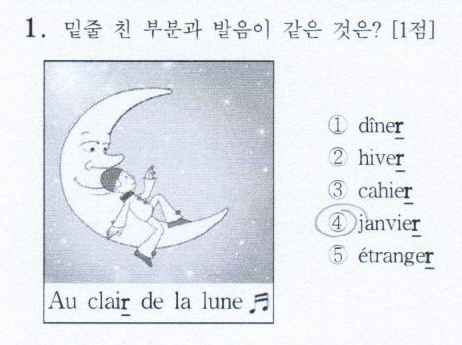 1. 밑줄 친 부분과 발음이 같은 것은? [1점]
Au clair de la lune ♬
① dîner
② hiver
③ cahier
④ janvier
⑤ étranger